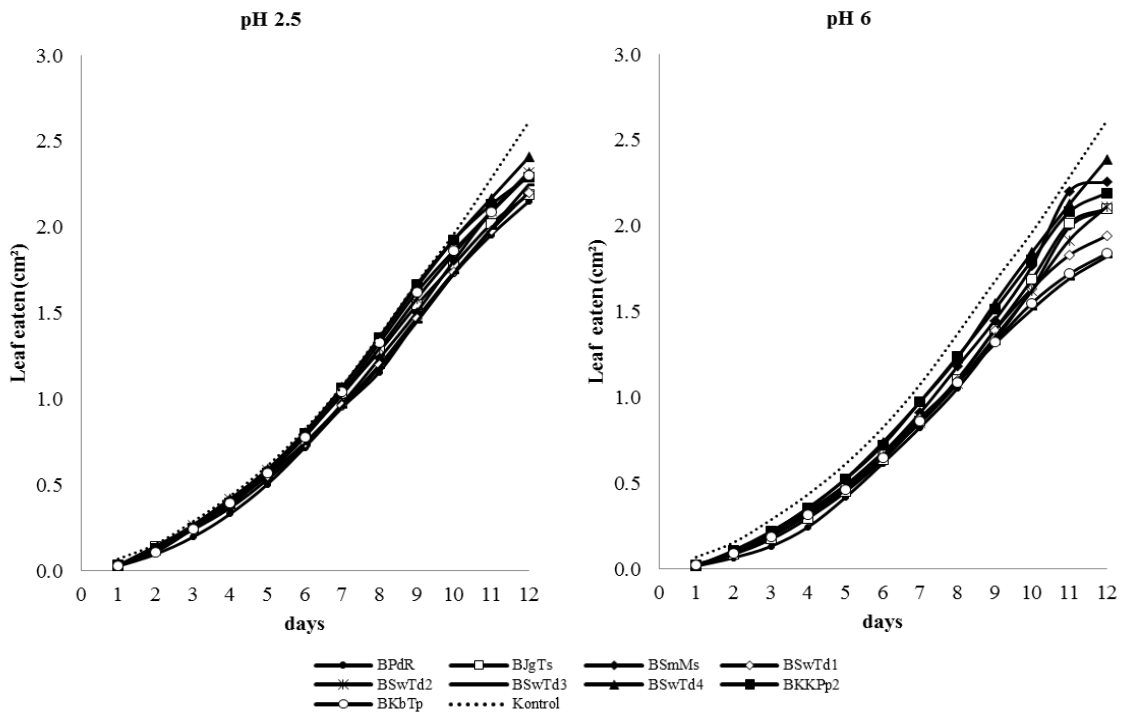 pH 2.5
pH 6
Leaf eaten (cm²)
3.0
2.5
2.0
1.5
1.0
0.5
0.0
0 1 2 3 4 5 6 7 8 9 10 11 12
days
Leaf eaten (cm²)
3.0
2.5
2.0
1.5
1.0
0.5
0.0
0 1 2 3 4 5 6 7 8 9 10 11 12
days
BPdR BJgTs BSmMs BSwTd1
BSwTd2 BSwTd3 BSwTd4 BKKPp2
BKbTp Kontrol